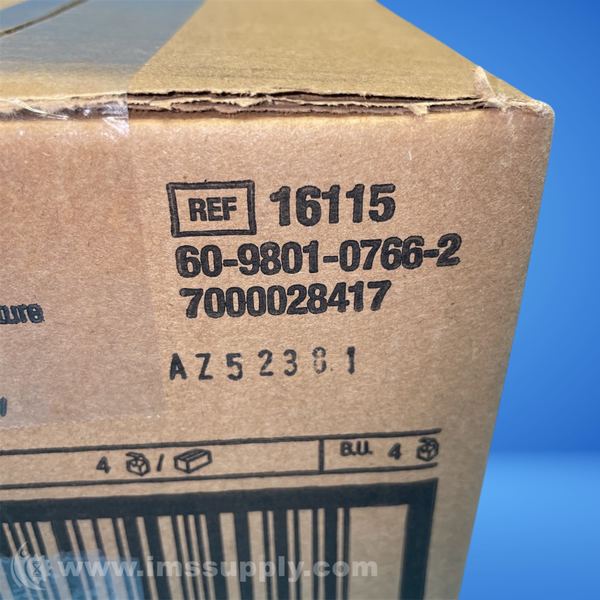 REF 16115
60-9801-0766-2
7000028417
AZ52381
4 /
B.U. 4
www.imssupply.com